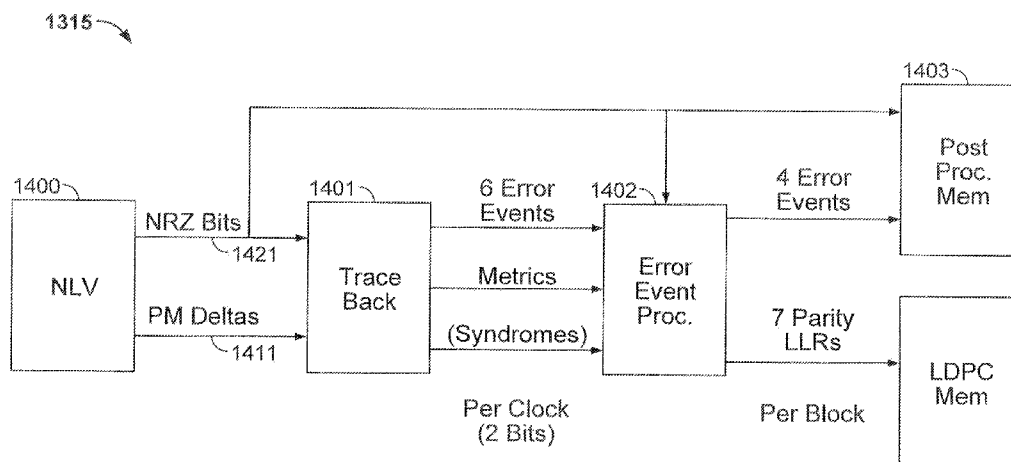 1315
1400
NLV
NRZ Bits
1421
PM Deltas
1411
1401
Trace
Back
6 Error
Events
Metrics
(Syndromes)
Per Clock
(2 Bits)
1402
Error
Event
Proc.
4 Error
Events
7 Parity
LLRs
Per Block
1403
Post
Proc.
Mem
LDPC
Mem